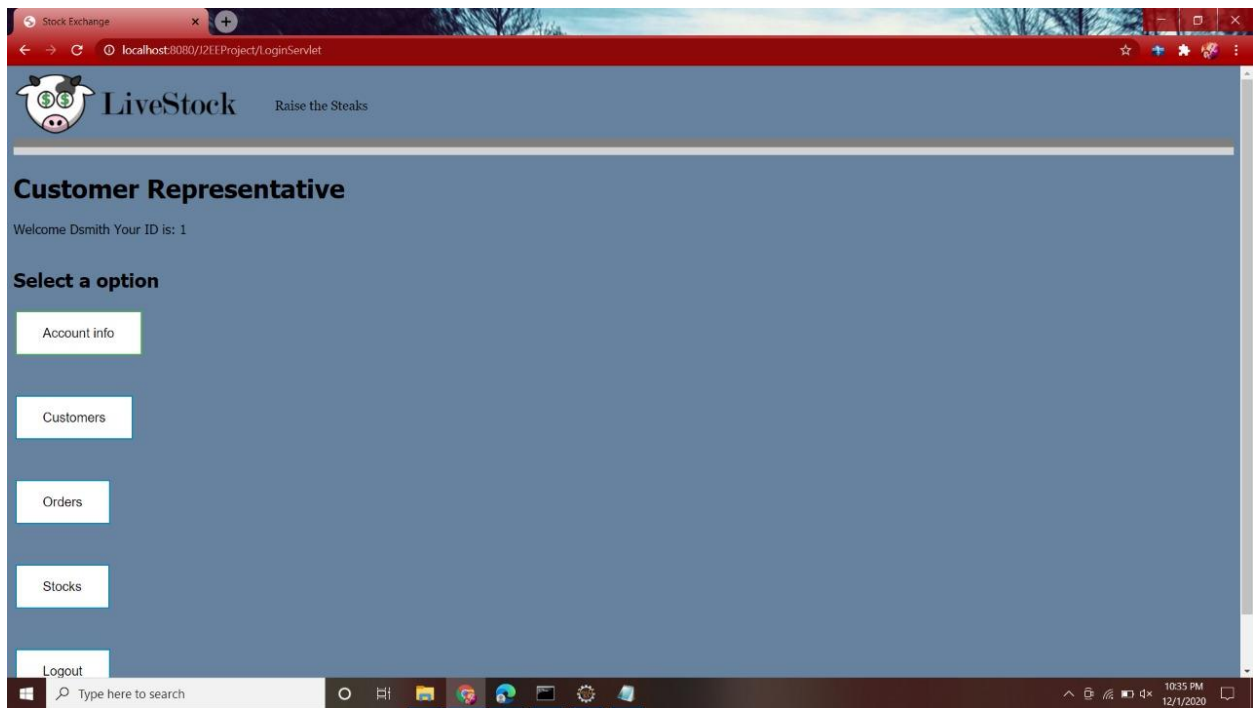 Stock Exchange
localhost:8080/J2EEProject/LoginServlet
LiveStock Raise the Steaks
Customer Representative
Welcome Dsmith Your ID is: 1
Select a option
Account info
Customers
Orders
Stocks
Logout
Type here to search
10:35 PM
12/1/2020